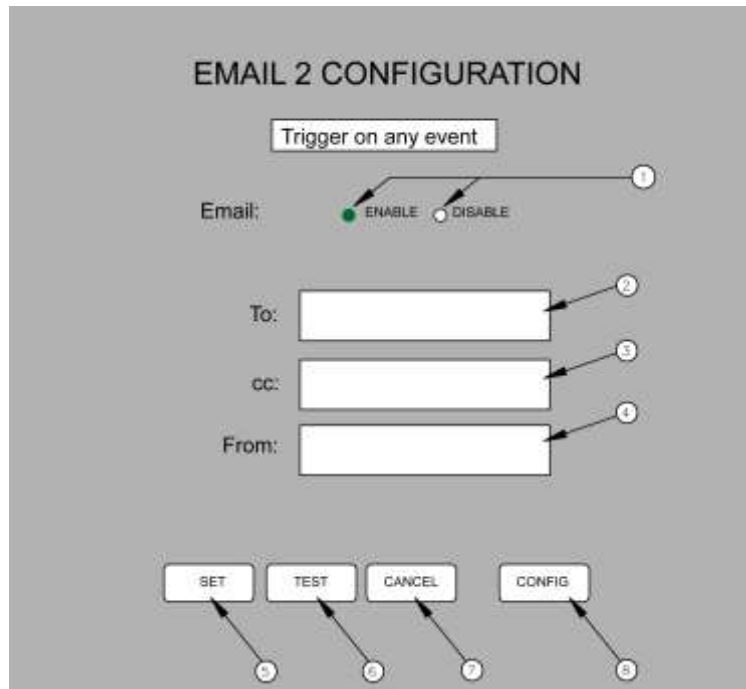 EMAIL 2 CONFIGURATION
Trigger on any event
1
Email: ENABLE DISABLE
2
To:
3
cc:
4
From:
SET TEST CANCEL CONFIG
5 6 7 8